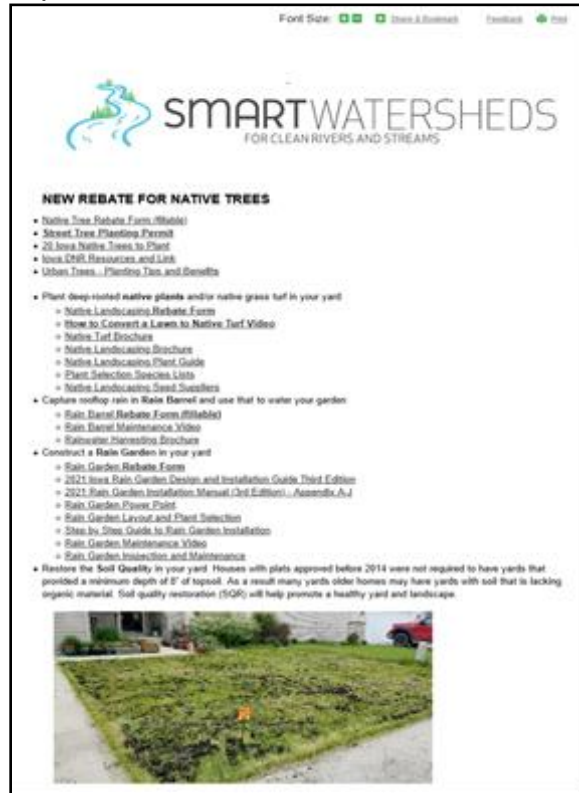 Font Size: + -  Share & Bookmark  Feedback  Print
SMARTWATERSHEDS
FOR CLEAN RIVERS AND STREAMS
NEW REBATE FOR NATIVE TREES
• Native Tree Rebate Form (fillable)
• Street Tree Planting Permit
• 20 Iowa Native Trees to Plant
• Iowa DNR Resources and Link
• Urban Trees - Planting Tips and Benefits
• Plant deep-rooted native plants and/or native grass turf in your yard
Native Landscaping Rebate Form
How to Convert a Lawn to Native Turf Video
Native Turf Brochure
Native Landscaping Brochure
Native Landscaping Plant Guide
Plant Selection Species Lists
Native Landscaping Seed Suppliers
• Capture rooftop rain in Rain Barrel and use that to water your garden
Rain Barrel Rebate Form (fillable)
Rain Barrel Maintenance Video
Rainwater Harvesting Brochure
• Construct a Rain Garden in your yard
Rain Garden Rebate Form
2021 Iowa Rain Garden Design and Installation Guide Third Edition
2021 Rain Garden Installation Manual (3rd Edition) - Appendix A-J
Rain Garden Power Point
Rain Garden Layout and Plant Selection
Step by Step Guide to Rain Garden Installation
Rain Garden Maintenance Video
Rain Garden Inspection and Maintenance
• Restore the Soil Quality in your yard. Houses with plats approved before 2014 were not required to have yards that
provided a minimum depth of 8" of topsoil. As a result many yards older homes may have yards with soil that is lacking
organic material. Soil quality restoration (SQR) will help promote a healthy yard and landscape.